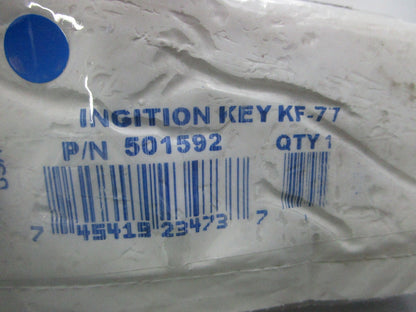 INGITION KEY KF-77
P/N 501592 QTY 1
7 45419 23473 7